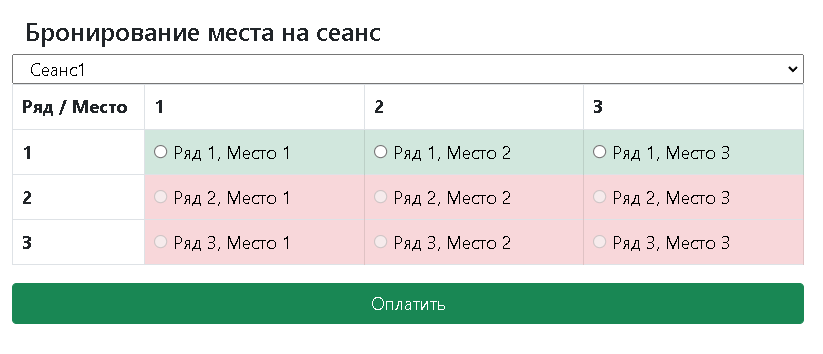 Бронирование места на сеанс
Сеанс1
Ряд / Место 1 2 3
1 Ряд 1, Место 1 Ряд 1, Место 2 Ряд 1, Место 3
2 Ряд 2, Место 1 Ряд 2, Место 2 Ряд 2, Место 3
3 Ряд 3, Место 1 Ряд 3, Место 2 Ряд 3, Место 3
Оплатить